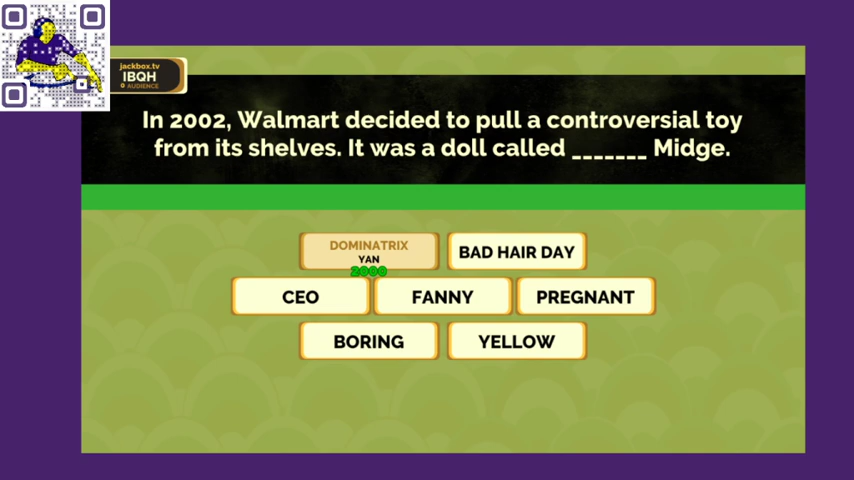 jackbox.tv
IBQH
AUDIENCE
In 2002, Walmart decided to pull a controversial toy
from its shelves. It was a doll called _______ Midge.
DOMINATRIX
YAN
2000
BAD HAIR DAY
CEO
FANNY
PREGNANT
BORING
YELLOW